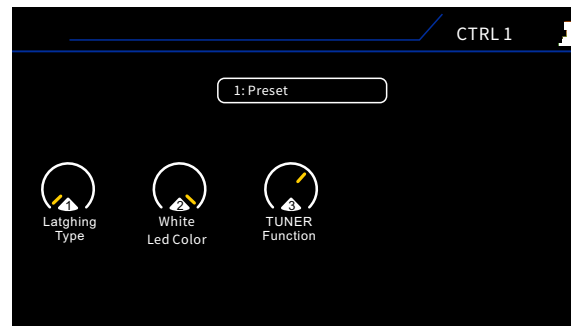 CTRL 1
1: Preset
1
2
3
Latghing
Type
White
Led Color
TUNER
Function